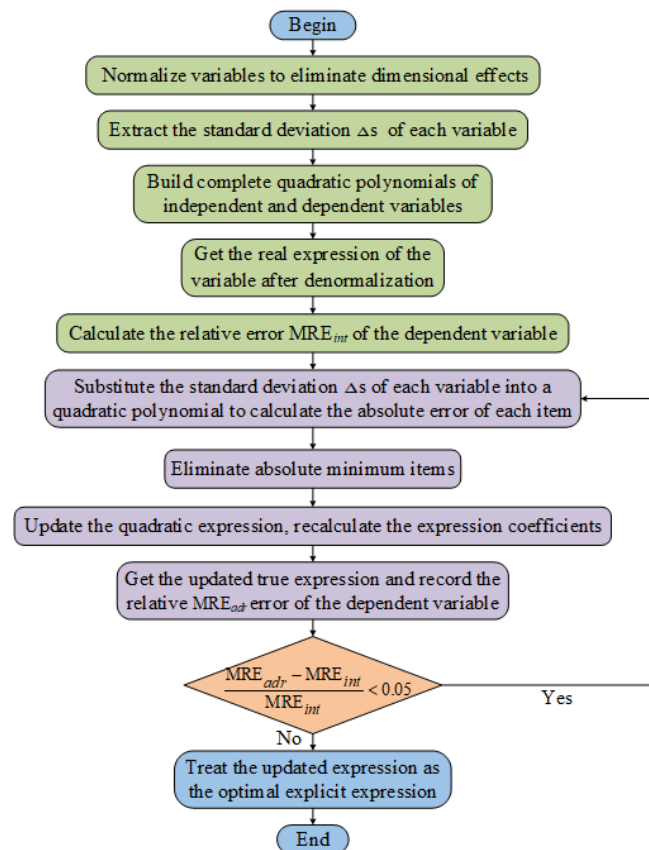 Begin
Normalize variables to eliminate dimensional effects
Extract the standard deviation Δs of each variable
Build complete quadratic polynomials of
independent and dependent variables
Get the real expression of the
variable after denormalization
Calculate the relative error MREint of the dependent variable
Substitute the standard deviation Δs of each variable into a
quadratic polynomial to calculate the absolute error of each item
Eliminate absolute minimum items
Update the quadratic expression, recalculate the expression coefficients
Get the updated true expression and record the
relative MREadr error of the dependent variable
MREadr − MREint
MREint
< 0.05
Yes
No
Treat the updated expression as
the optimal explicit expression
End